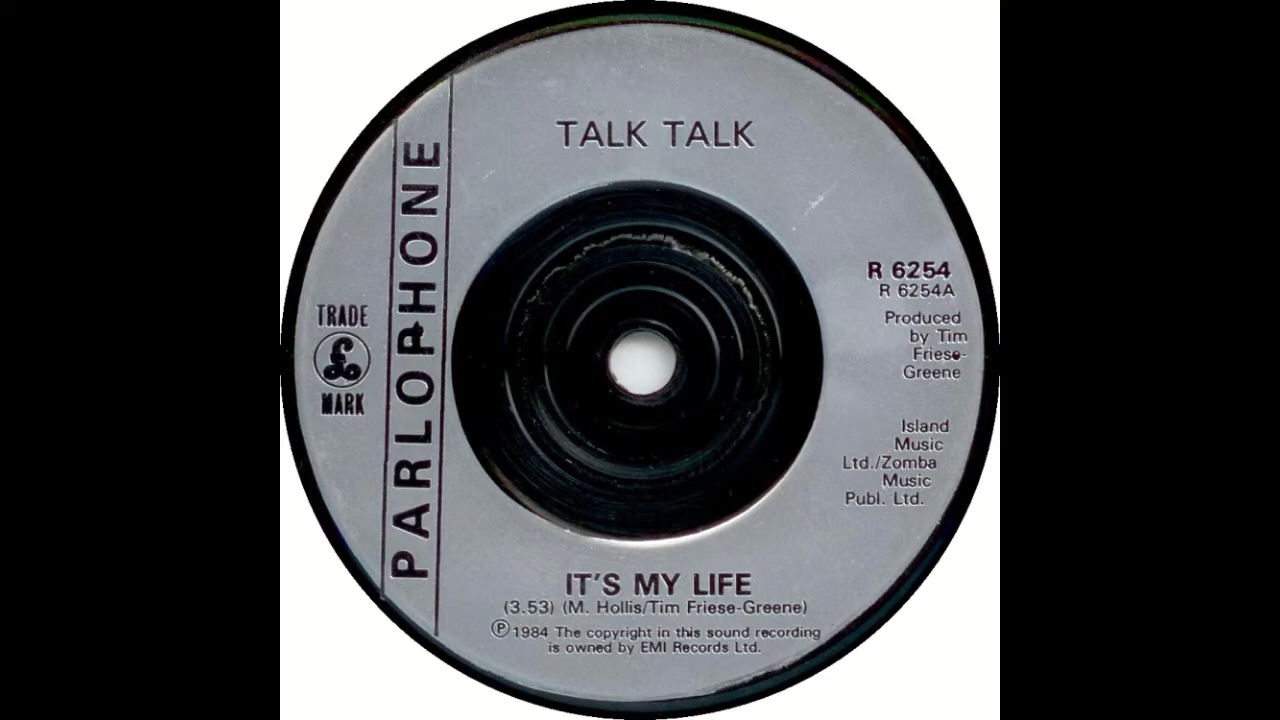 TALK TALK
PARLOPHONE
TRADE
£
MARK
R 6254
R 6254A
Produced
by Tim
Friese-
Greene
Island
Music
Ltd./Zomba
Music
Publ. Ltd.
IT'S MY LIFE
(3.53) (M. Hollis/Tim Friese-Greene)
℗ 1984 The copyright in this sound recording
is owned by EMI Records Ltd.